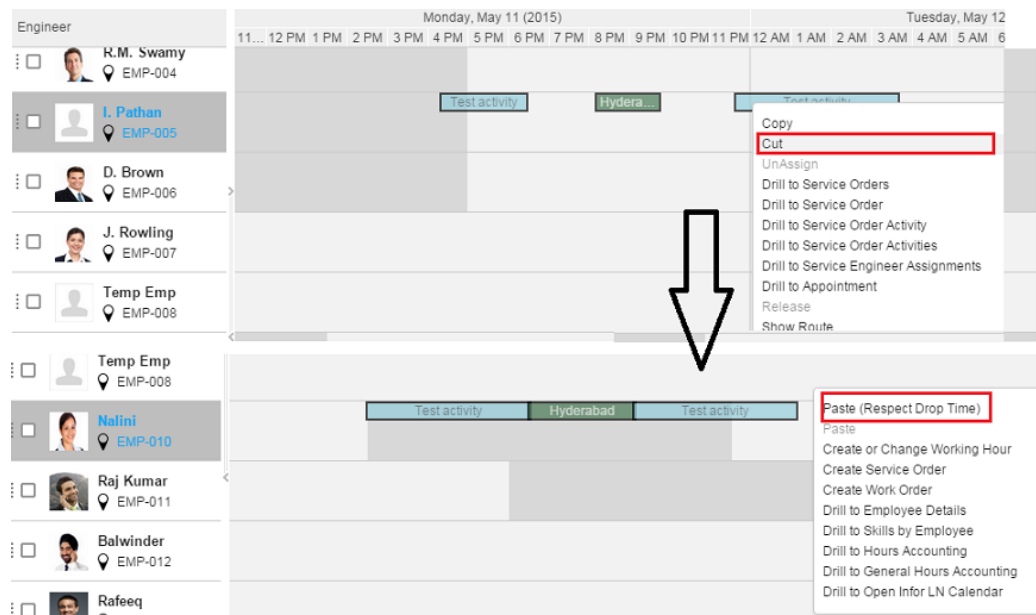 Engineer
Monday, May 11 (2015)
Tuesday, May 12
11... 12 PM 1 PM 2 PM 3 PM 4 PM 5 PM 6 PM 7 PM 8 PM 9 PM 10 PM 11 PM 12 AM 1 AM 2 AM 3 AM 4 AM 5 AM 6
R.M. Swamy
EMP-004
I. Pathan
EMP-005
Test activity
Hydera...
Test activity
D. Brown
EMP-006
J. Rowling
EMP-007
Temp Emp
EMP-008
Copy
Cut
UnAssign
Drill to Service Orders
Drill to Service Order
Drill to Service Order Activity
Drill to Service Order Activities
Drill to Service Engineer Assignments
Drill to Appointment
Release
Show Route
Temp Emp
EMP-008
Nalini
EMP-010
Test activity
Hyderabad
Test activity
Raj Kumar
EMP-011
Balwinder
EMP-012
Rafeeq
Paste (Respect Drop Time)
Paste
Create or Change Working Hour
Create Service Order
Create Work Order
Drill to Employee Details
Drill to Skills by Employee
Drill to Hours Accounting
Drill to General Hours Accounting
Drill to Open Infor LN Calendar